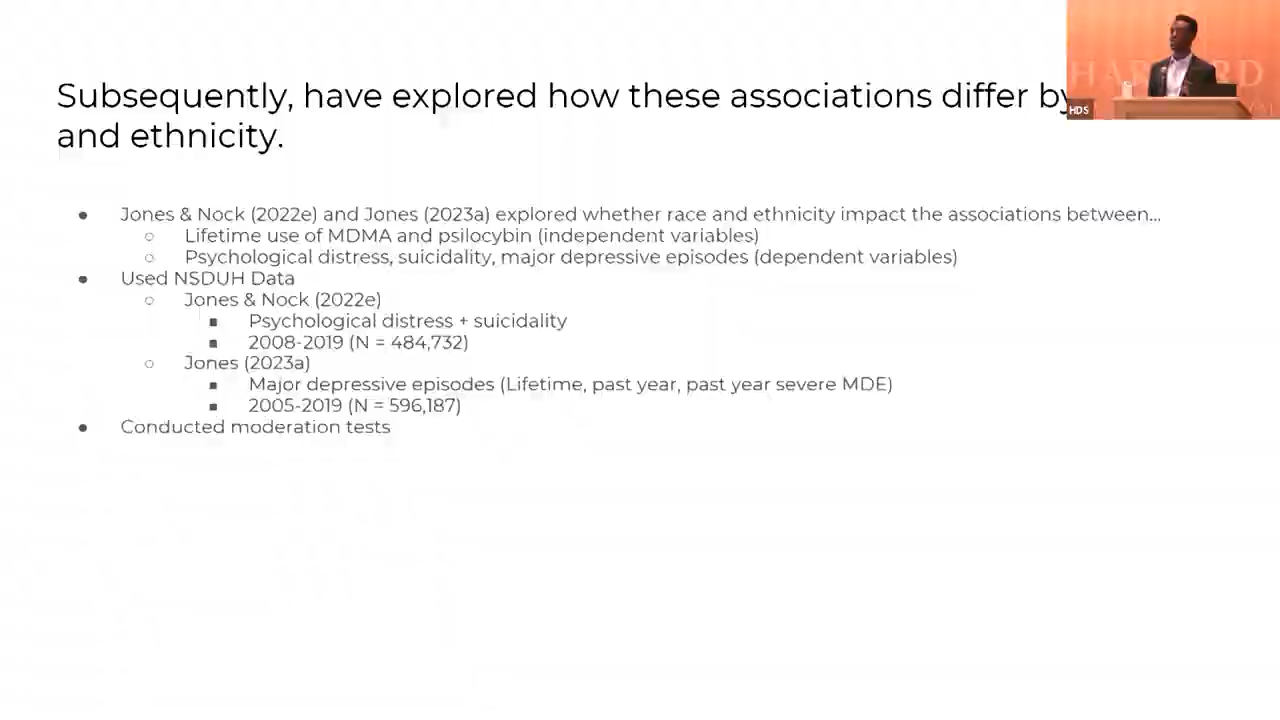 Subsequently, have explored how these associations differ by
and ethnicity.
● Jones & Nock (2022e) and Jones (2023a) explored whether race and ethnicity impact the associations between...
○ Lifetime use of MDMA and psilocybin (independent variables)
○ Psychological distress, suicidality, major depressive episodes (dependent variables)
● Used NSDUH Data
○ Jones & Nock (2022e)
■ Psychological distress + suicidality
■ 2008-2019 (N = 484,732)
○ Jones (2023a)
■ Major depressive episodes (Lifetime, past year, past year severe MDE)
■ 2005-2019 (N = 596,187)
● Conducted moderation tests
HDS